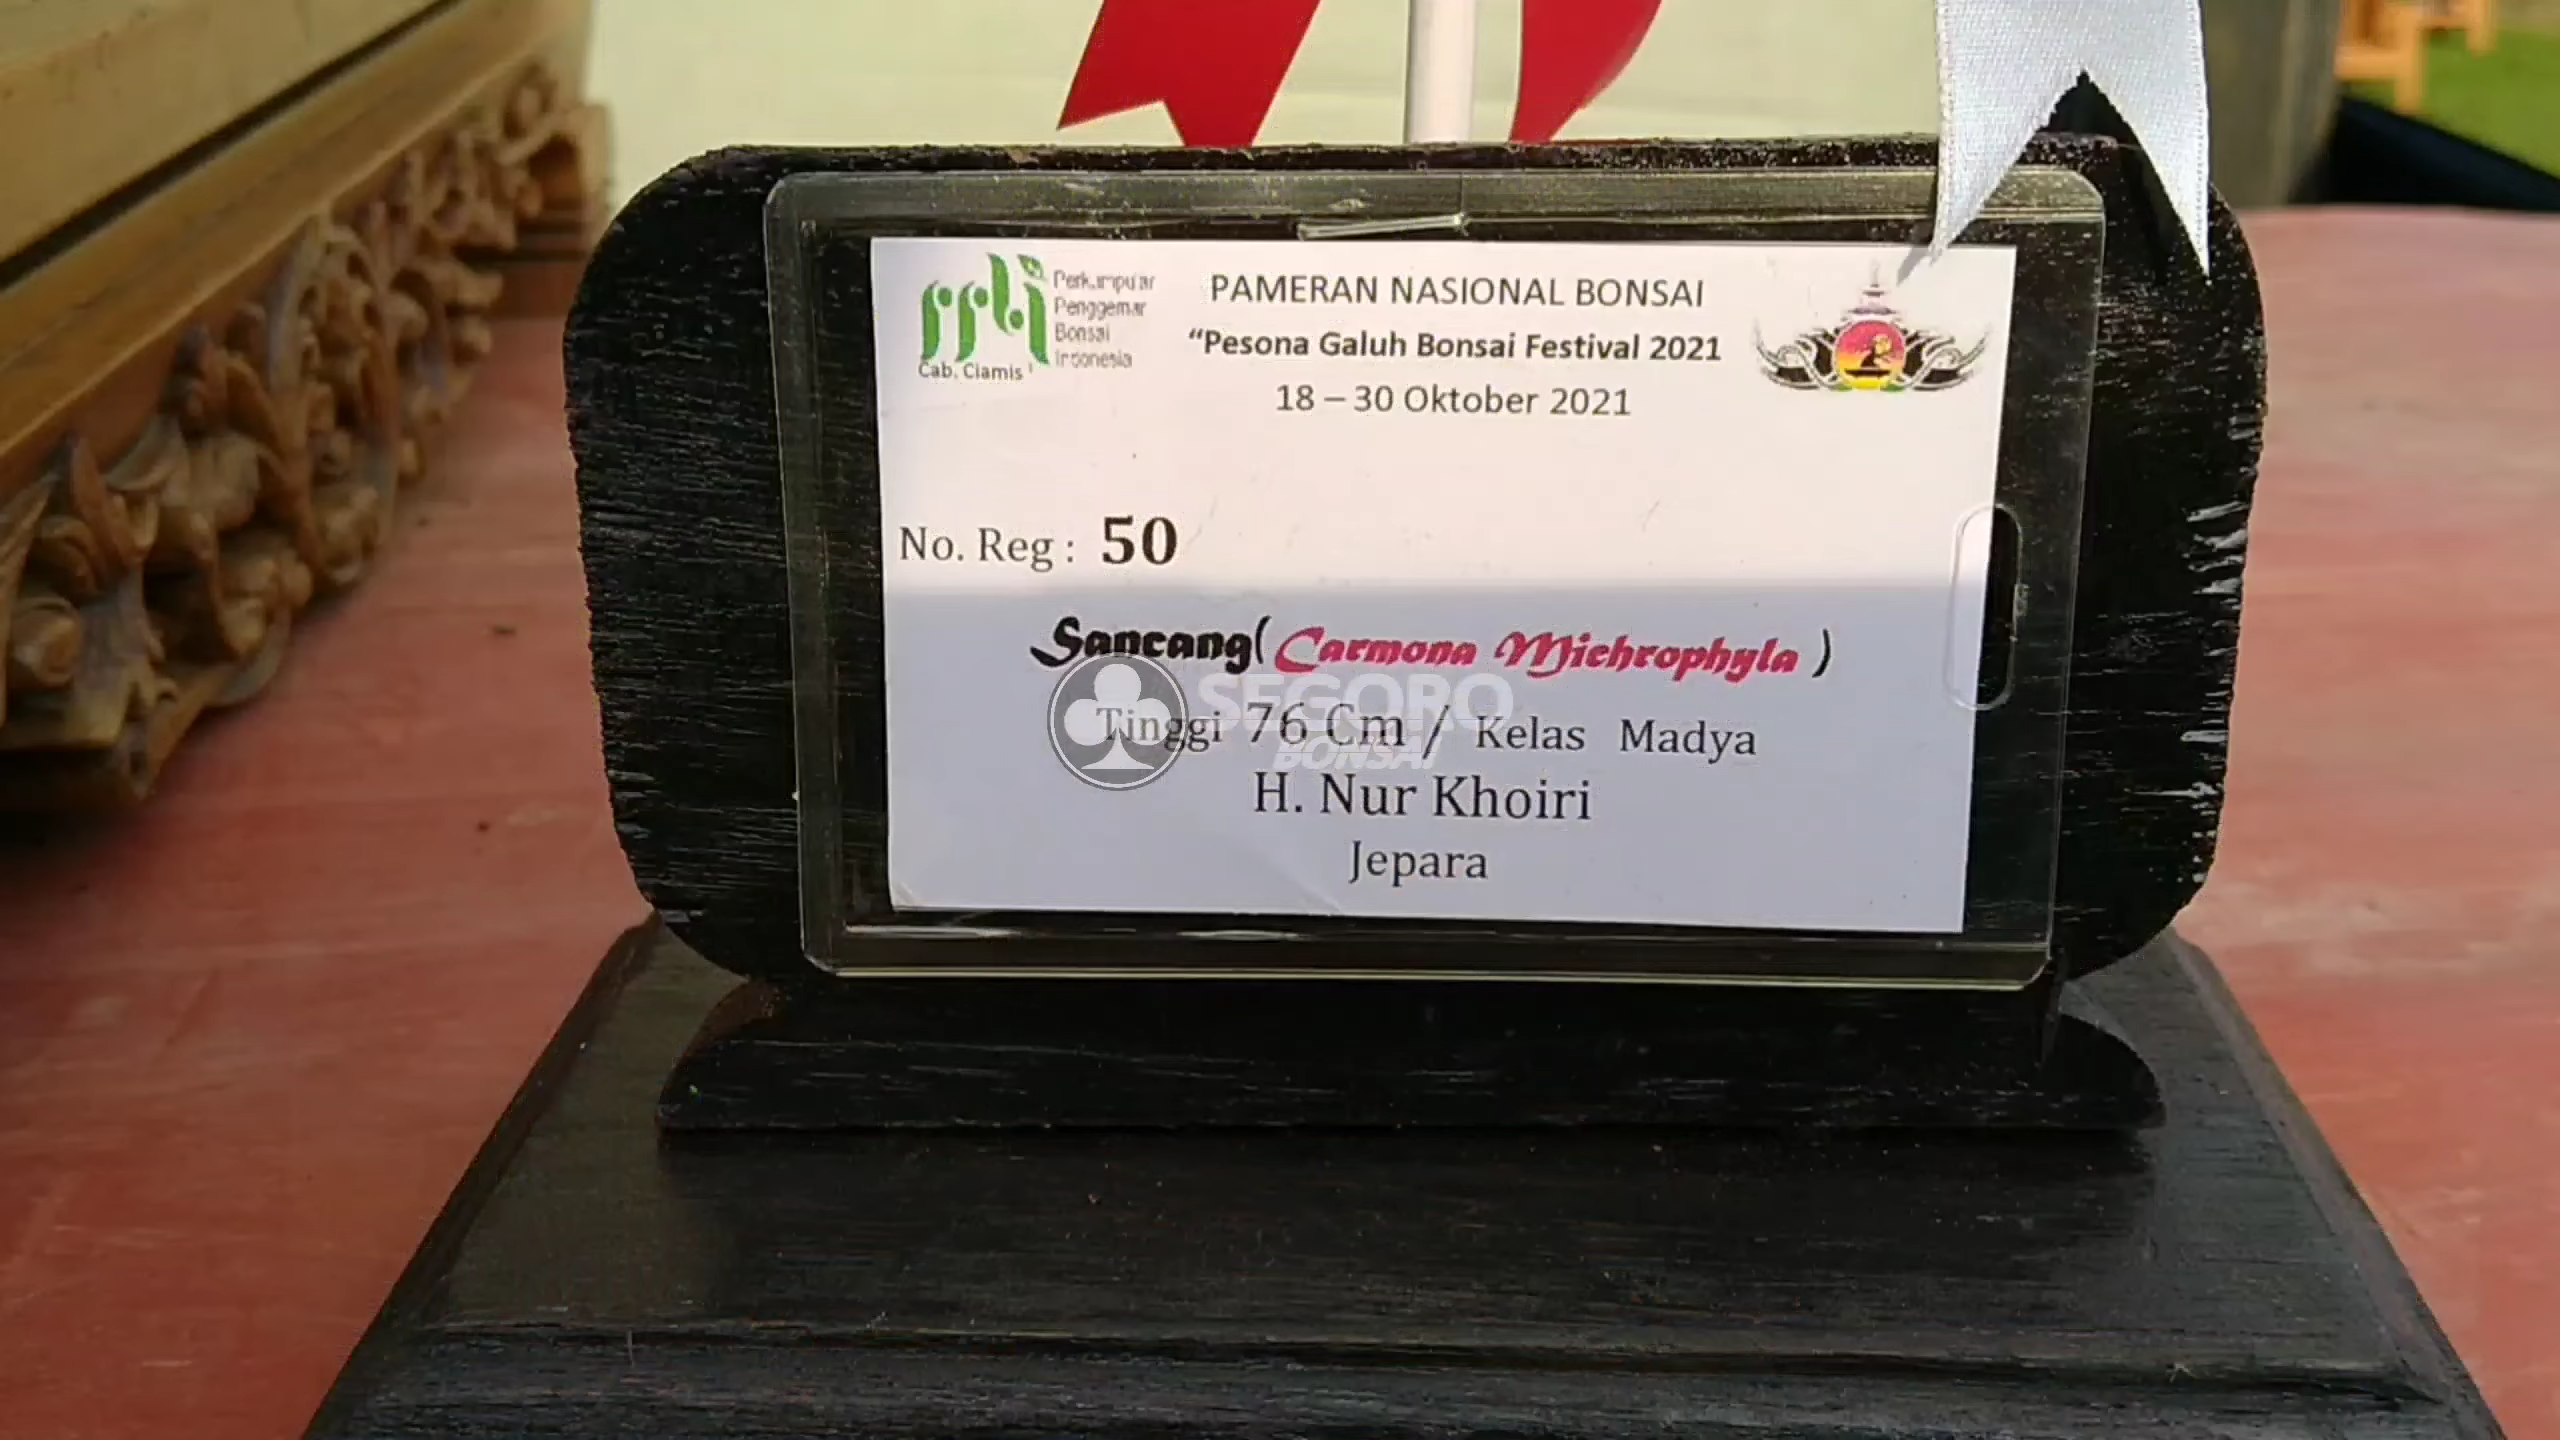 Perkumpular
Penggemar
Bonsai
Indonesia
Cab. Ciamis
PAMERAN NASIONAL BONSAI
“Pesona Galuh Bonsai Festival 2021
18 – 30 Oktober 2021
No. Reg : 50
Sancang( Carmona Michrophyla )
Tinggi 76 Cm / Kelas Madya
H. Nur Khoiri
Jepara
SEGORO
BONSAI